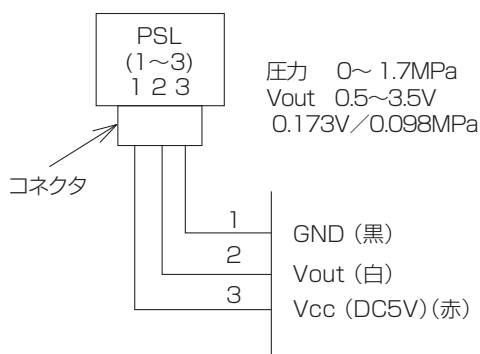 PSL
(1～3)
1 2 3
圧力 0～ 1.7MPa
Vout 0.5～3.5V
0.173V／0.098MPa
コネクタ
1
GND（黒）
2
Vout（白）
3
Vcc（DC5V）（赤）